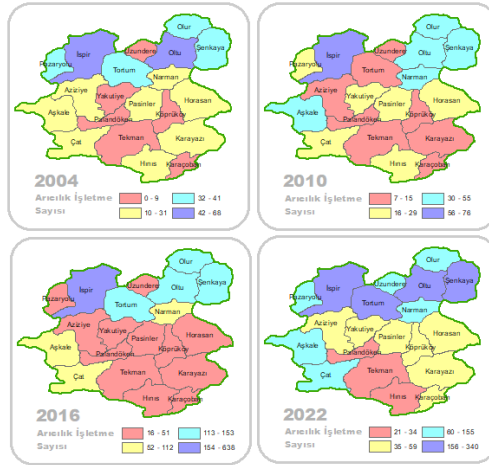 Olur
İspir
Uzundere
Oltu
Şenkaya
Pazaryolu
Tortum
Narman
Aziziye
Horasan
Yakutiye
Pasinler
Aşkale
Köprüköy
Palandöken
Tekman
Karayazı
Çat
Hınıs
Karaçoban
2004
Arıcılık İşletme
Sayısı
0 - 9
32 - 41
10 - 31
42 - 66
Olur
İspir
Uzundere
Oltu
Şenkaya
Pazaryolu
Tortum
Narman
Aziziye
Horasan
Yakutiye
Pasinler
Aşkale
Köprüköy
Palandöken
Tekman
Karayazı
Çat
Hınıs
Karaçoban
2010
Arıcılık İşletme
Sayısı
7 - 15
30 - 55
16 - 29
56 - 76
Olur
İspir
Uzundere
Oltu
Şenkaya
Pazaryolu
Tortum
Narman
Aziziye
Horasan
Yakutiye
Pasinler
Aşkale
Köprüköy
Palandöken
Tekman
Karayazı
Çat
Hınıs
Karaçoban
2016
Arıcılık İşletme
Sayısı
16 - 51
113 - 153
52 - 112
154 - 638
Olur
İspir
Uzundere
Oltu
Şenkaya
Pazaryolu
Tortum
Narman
Aziziye
Horasan
Yakutiye
Pasinler
Aşkale
Köprüköy
Palandöken
Tekman
Karayazı
Çat
Hınıs
Karaçoban
2022
Arıcılık İşletme
Sayısı
21 - 34
60 - 155
35 - 59
156 - 340